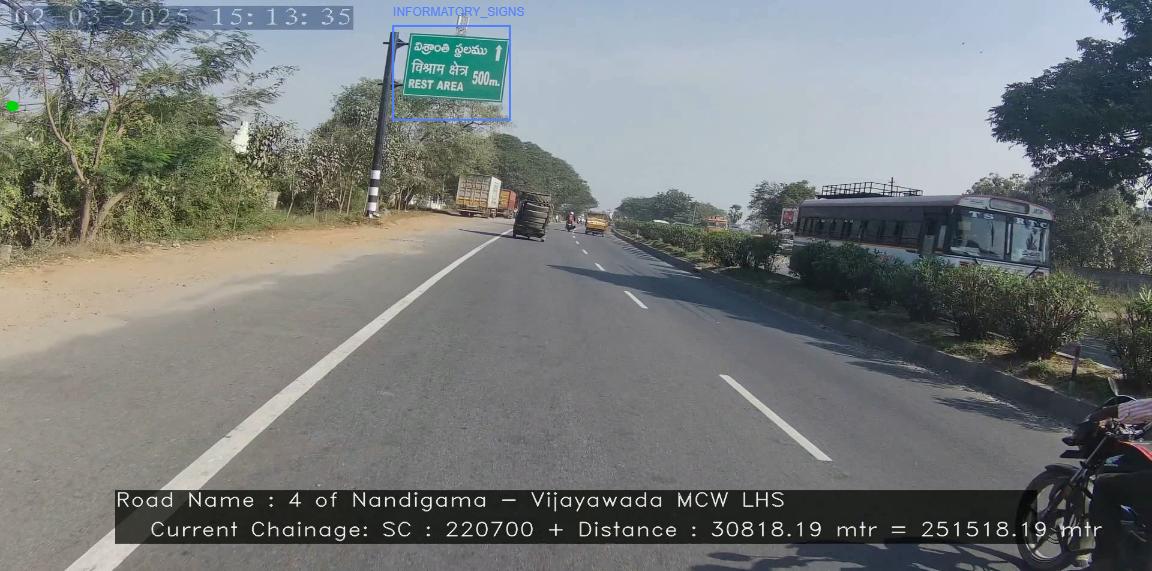 02-03-2025 15:13:35
INFORMATORY_SIGNS
విశ్రాంతి స్థలము
विश्राम क्षेत्र
REST AREA 500m.
Road Name : 4 of Nandigama - Vijayawada MCW LHS
Current Chainage: SC : 220700 + Distance : 30818.19 mtr = 251518.19 mtr